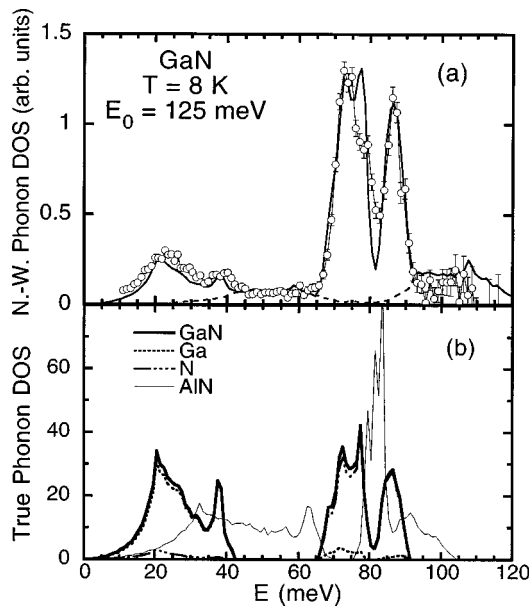 1.5
GaN
T = 8 K
E0 = 125 meV
(a)
1
0.5
0
N.-W. Phonon DOS (arb. units)
GaN
Ga
N
AlN
(b)
60
40
20
0
True Phonon DOS
0 20 40 60 80 100 120
E (meV)